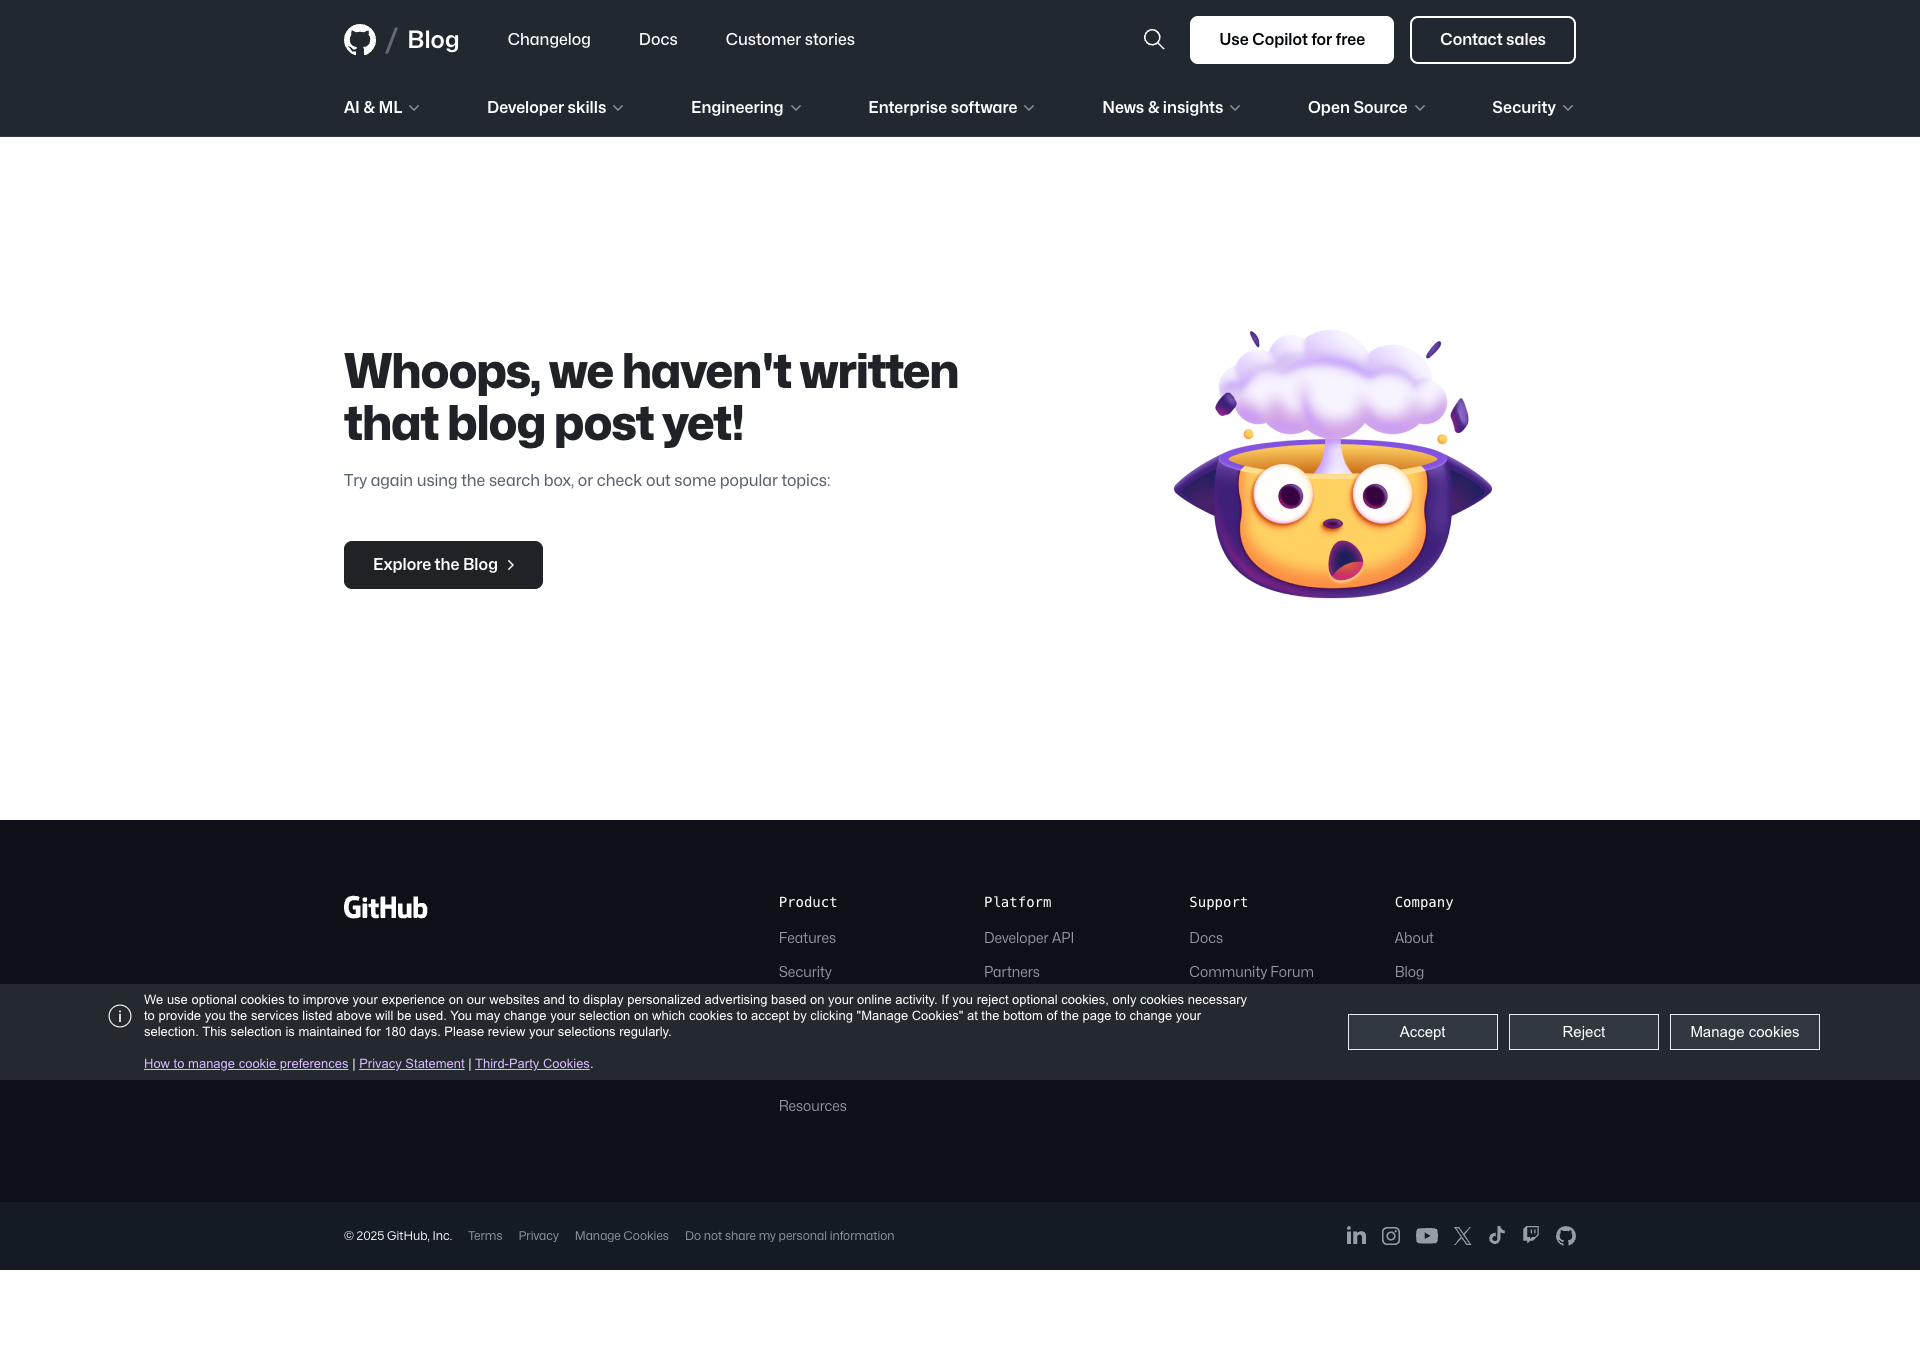 Blog
Changelog
Docs
Customer stories
Use Copilot for free
Contact sales
AI & ML
Developer skills
Engineering
Enterprise software
News & insights
Open Source
Security
Whoops, we haven't written
that blog post yet!
Try again using the search box, or check out some popular topics:
Explore the Blog
GitHub
Product
Features
Security
Platform
Developer API
Partners
Support
Docs
Community Forum
Company
About
Blog
We use optional cookies to improve your experience on our websites and to display personalized advertising based on your online activity. If you reject optional cookies, only cookies necessary
to provide you the services listed above will be used. You may change your selection on which cookies to accept by clicking "Manage Cookies" at the bottom of the page to change your
selection. This selection is maintained for 180 days. Please review your selections regularly.
How to manage cookie preferences | Privacy Statement | Third-Party Cookies.
Accept
Reject
Manage cookies
Resources
© 2025 GitHub, Inc.
Terms
Privacy
Manage Cookies
Do not share my personal information